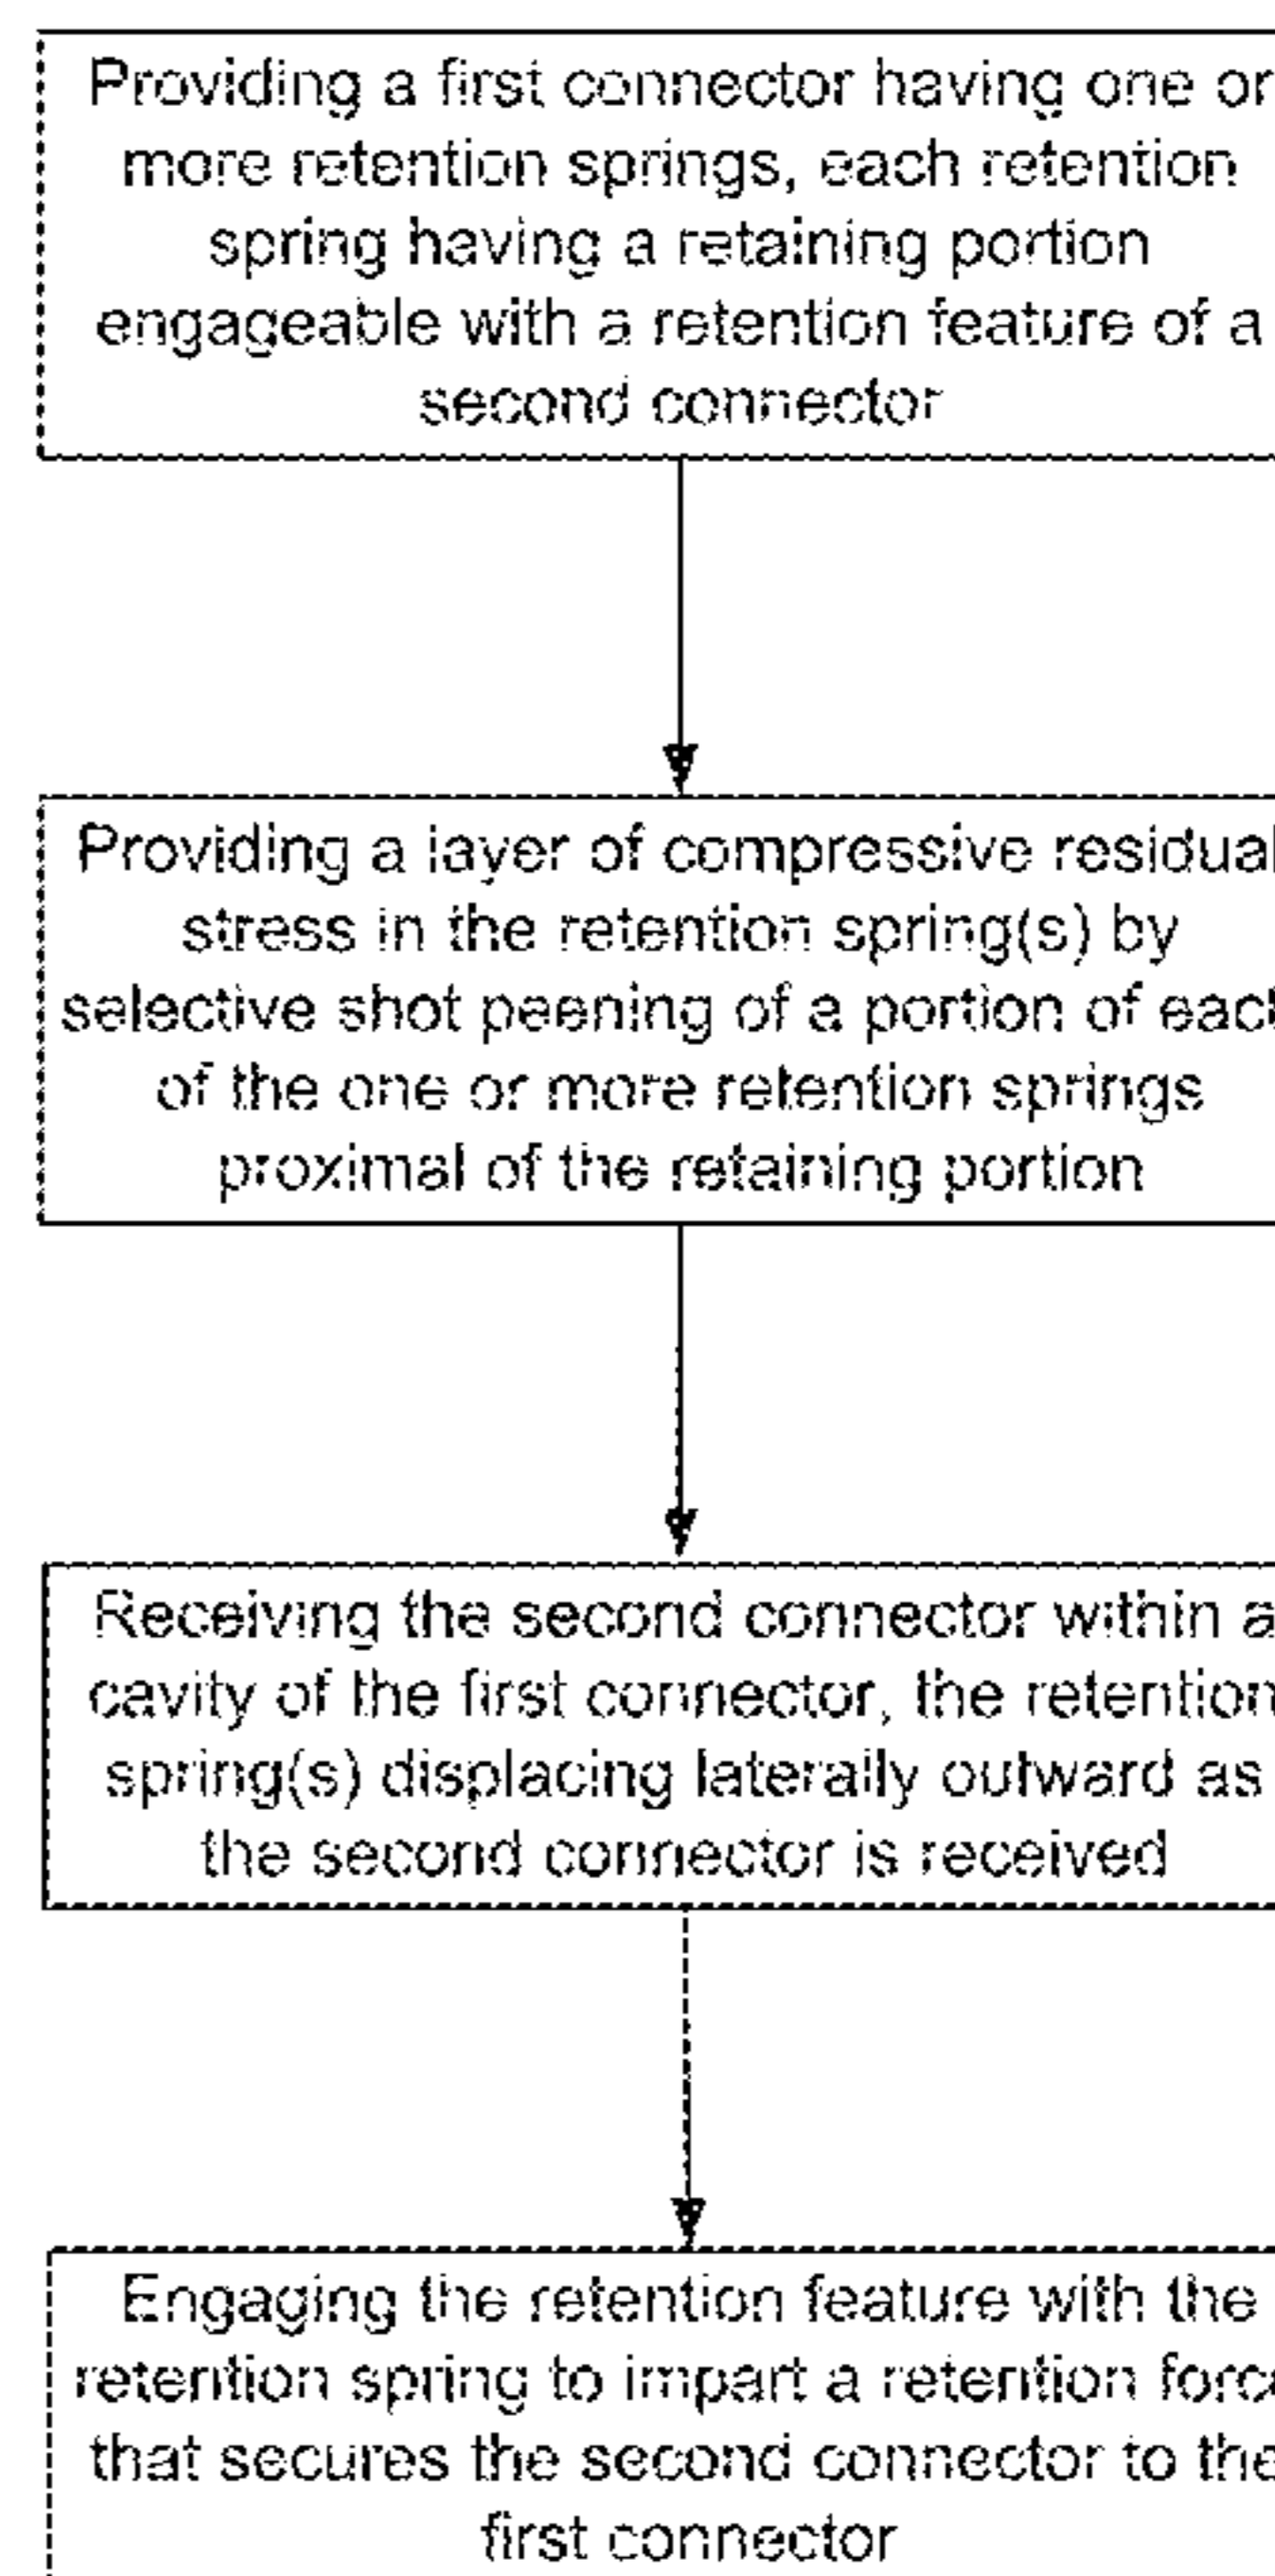 Providing a first connector having one or
more retention springs, each retention
spring having a retaining portion
engageable with a retention feature of a
second connector
Providing a layer of compressive residual
stress in the retention spring(s) by
selective shot peening of a portion of each
of the one or more retention springs
proximal of the retaining portion
Receiving the second connector within a
cavity of the first connector, the retention
spring(s) displacing laterally outward as
the second connector is received
Engaging the retention feature with the
retention spring to impart a retention force
that secures the second connector to the
first connector